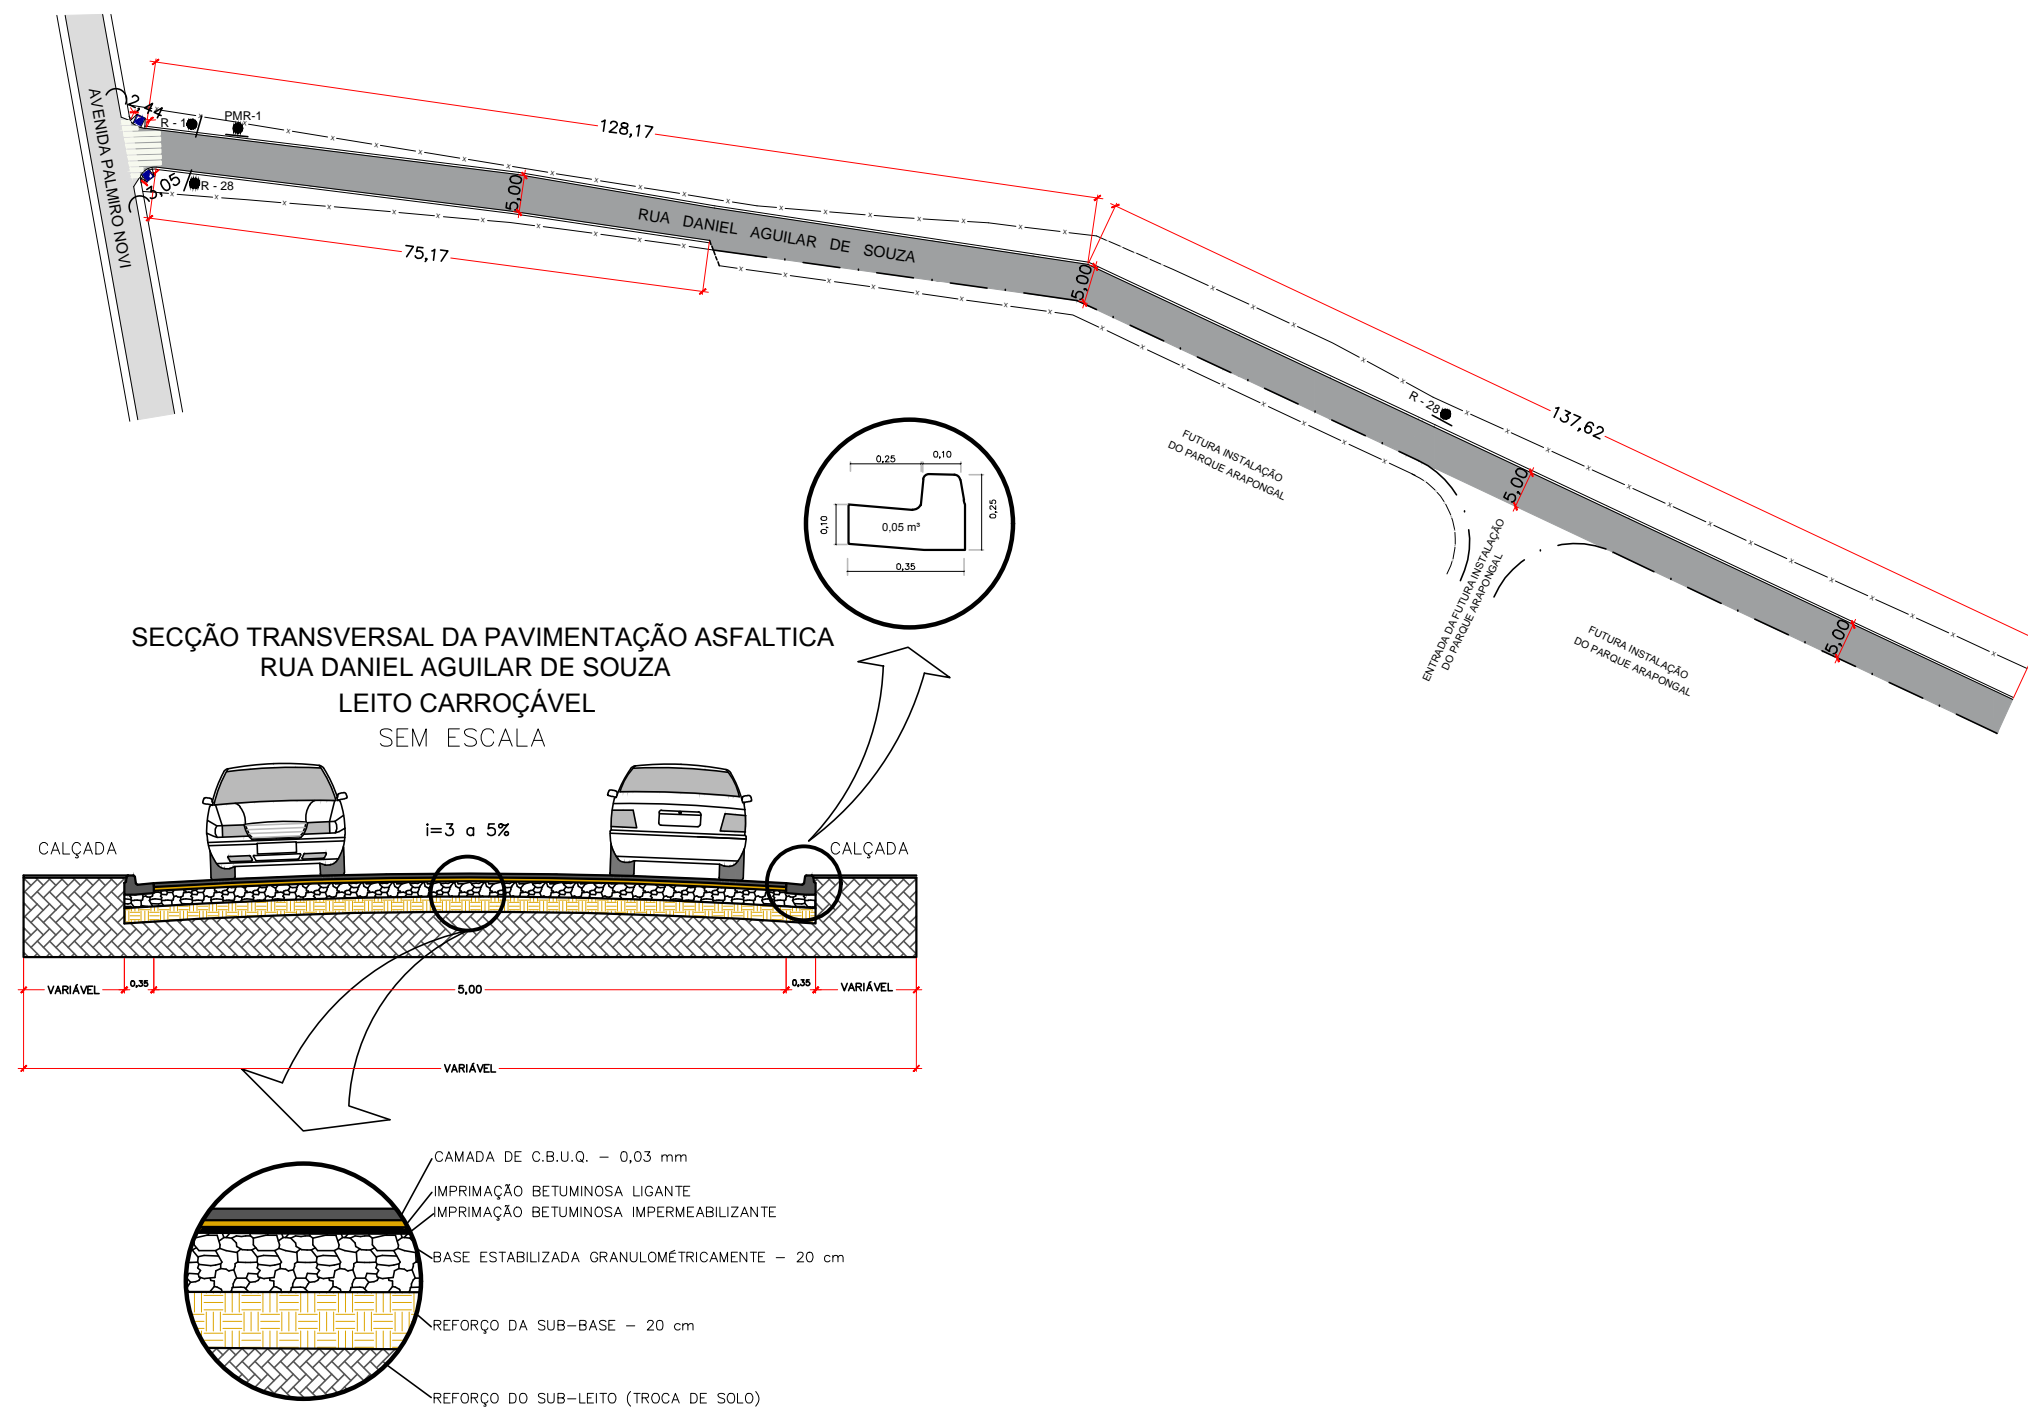 AVENIDA PALMIRO NOVI
2,44
R - 1
PMR-1
3,05
R - 28
128,17
5,00
75,17
RUA DANIEL AGUILAR DE SOUZA
5,00
137,62
R - 28
5,00
5,00
FUTURA INSTALAÇÃO
DO PARQUE ARAPONGAL
ENTRADA DA FUTURA INSTALAÇÃO
DO PARQUE ARAPONGAL
FUTURA INSTALAÇÃO
DO PARQUE ARAPONGAL
0,25
0,10
0,10
0,05 m³
0,25
0,35
SECÇÃO TRANSVERSAL DA PAVIMENTAÇÃO ASFALTICA
RUA DANIEL AGUILAR DE SOUZA
LEITO CARROÇÁVEL
SEM ESCALA
i=3 a 5%
CALÇADA
CALÇADA
VARIÁVEL
0,35
5,00
0,35
VARIÁVEL
VARIÁVEL
CAMADA DE C.B.U.Q. – 0,03 mm
IMPRIMAÇÃO BETUMINOSA LIGANTE
IMPRIMAÇÃO BETUMINOSA IMPERMEABILIZANTE
BASE ESTABILIZADA GRANULOMÉTRICAMENTE – 20 cm
REFORÇO DA SUB–BASE – 20 cm
REFORÇO DO SUB–LEITO (TROCA DE SOLO)